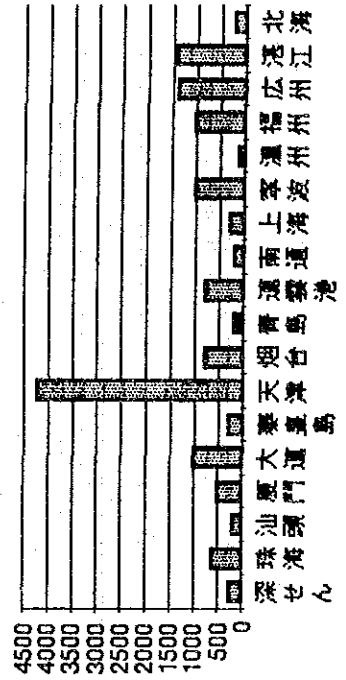 4500
4000
3500
3000
2500
2000
1500
1000
500
0
深せん
珠海
汕頭
厦門
大連
秦皇島
天津
烟台
青島
連雲港
南通
上海
寧波
温州
福州
広州
湛江
北海